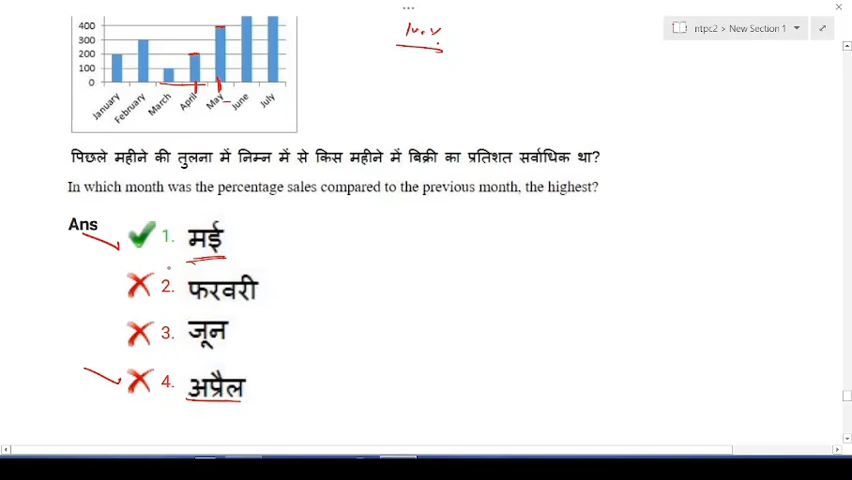 ntpc2 > New Section 1
400
300
200
100
0
January February March April May June July
पिछले महीने की तुलना में निम्न में से किस महीने में बिक्री का प्रतिशत सर्वाधिक था?
In which month was the percentage sales compared to the previous month, the highest?
Ans
1. मई
2. फरवरी
3. जून
4. अप्रैल